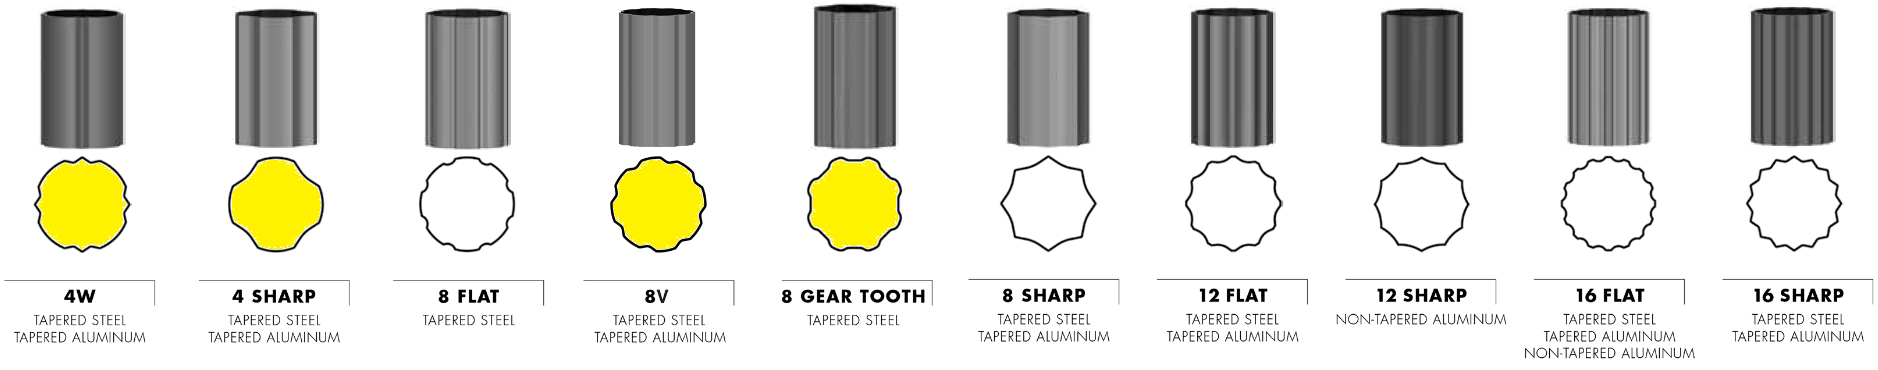 4W
TAPERED STEEL
TAPERED ALUMINUM
4 SHARP
TAPERED STEEL
TAPERED ALUMINUM
8 FLAT
TAPERED STEEL
8V
TAPERED STEEL
TAPERED ALUMINUM
8 GEAR TOOTH
TAPERED STEEL
8 SHARP
TAPERED STEEL
TAPERED ALUMINUM
12 FLAT
TAPERED STEEL
TAPERED ALUMINUM
12 SHARP
NON-TAPERED ALUMINUM
16 FLAT
TAPERED STEEL
TAPERED ALUMINUM
NON-TAPERED ALUMINUM
16 SHARP
TAPERED STEEL
TAPERED ALUMINUM